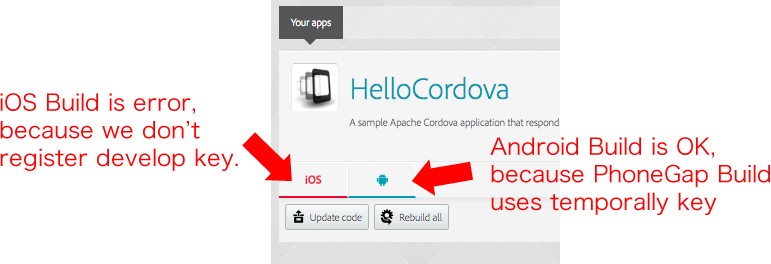 Your apps
HelloCordova
A sample Apache Cordova application that respond
iOS Build is error,
because we don't
register develop key.
Android Build is OK,
because PhoneGap Build
uses temporally key
iOS
Update code
Rebuild all